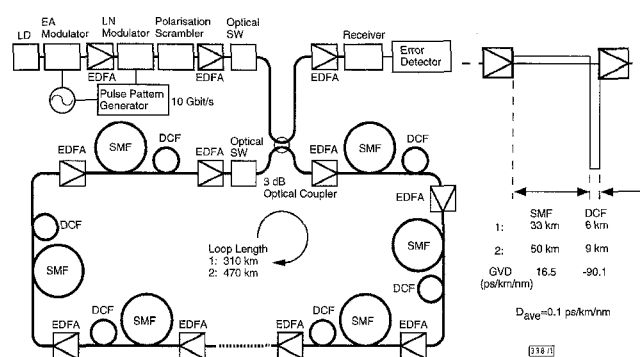 LD
EA
Modulator
EDFA
LN
Modulator
Polarisation
Scrambler
EDFA
Optical
SW
EDFA
Receiver
Error
Detector
Pulse Pattern
Generator
10 Gbit/s
EDFA
SMF
DCF
EDFA
Optical
SW
3 dB
Optical Coupler
EDFA
SMF
DCF
EDFA
DCF
SMF
Loop Length
1: 310 km
2: 470 km
SMF
DCF
EDFA
DCF
SMF
EDFA
EDFA
DCF
SMF
EDFA
SMF DCF
1: 33 km 6 km
2: 50 km 9 km
GVD 16.5 -90.1
(ps/km/nm)
Dave=0.1 ps/km/nm
338/1